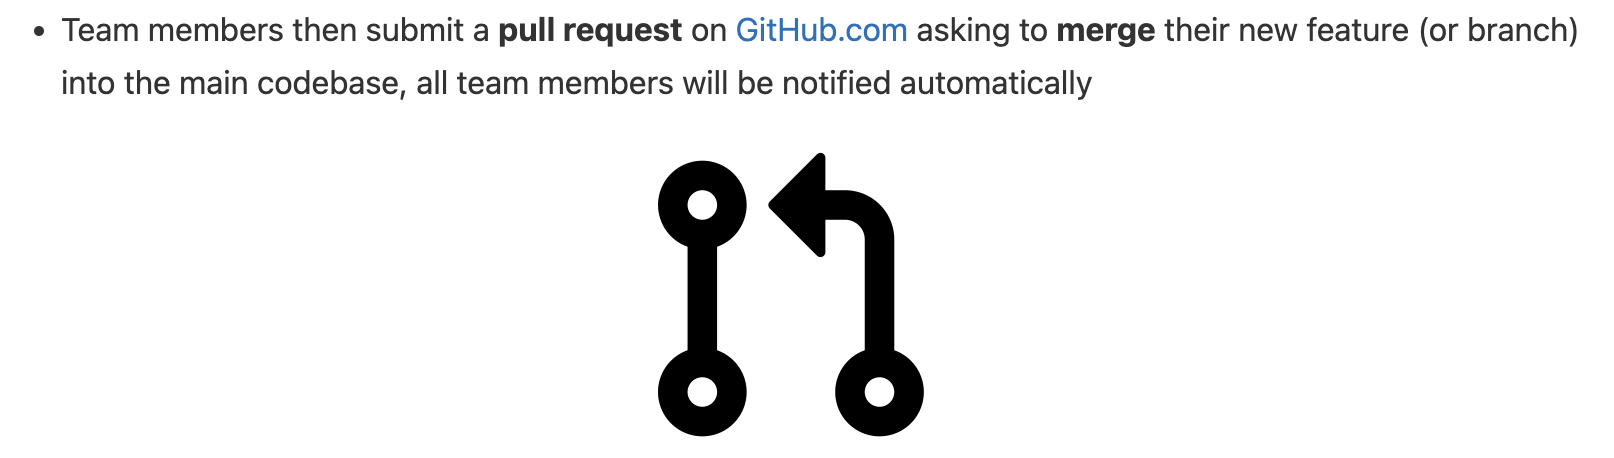 • Team members then submit a pull request on GitHub.com asking to merge their new feature (or branch)
into the main codebase, all team members will be notified automatically